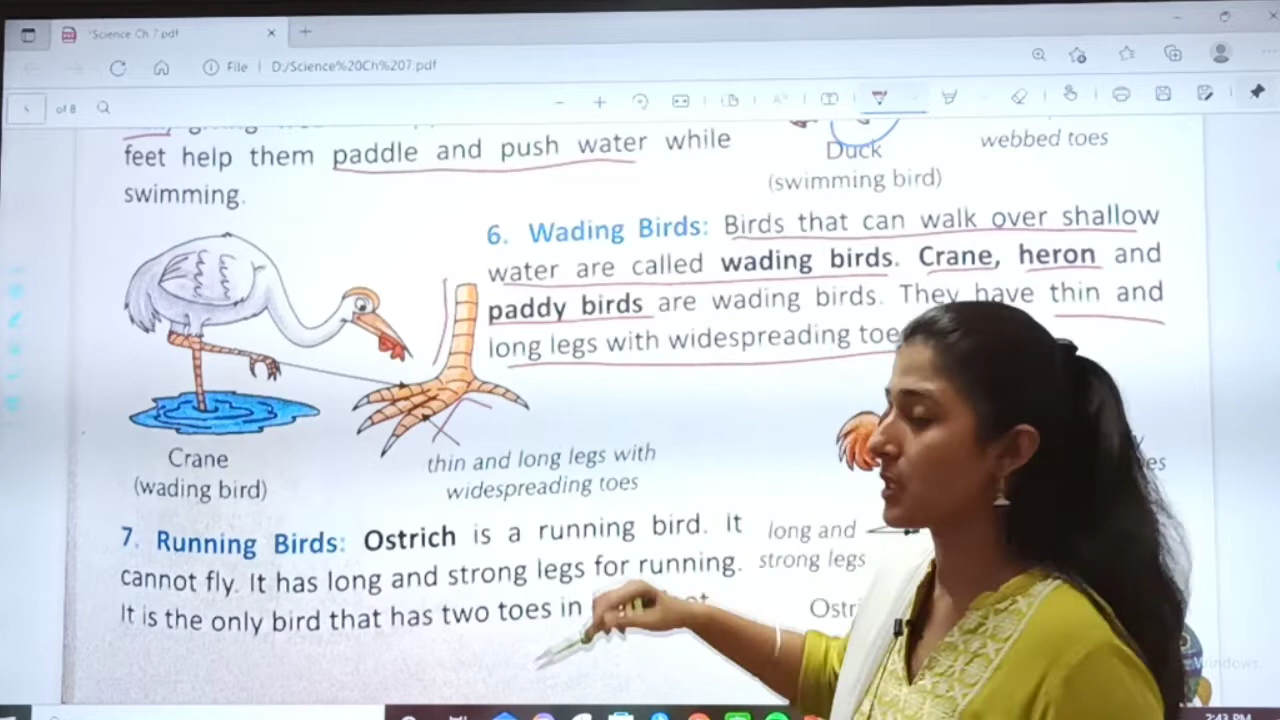 Science Ch 7.pdf
File | D:/Science%20Ch%207.pdf
of 8
feet help them paddle and push water while
swimming.
Duck
(swimming bird)
webbed toes
6. Wading Birds: Birds that can walk over shallow
water are called wading birds. Crane, heron and
paddy birds are wading birds. They have thin and
long legs with widespreading toe
Crane
(wading bird)
thin and long legs with
widespreading toes
7. Running Birds: Ostrich is a running bird. It
cannot fly. It has long and strong legs for running.
It is the only bird that has two toes in
long and
strong legs
Ostri
Windows
2:43 PM